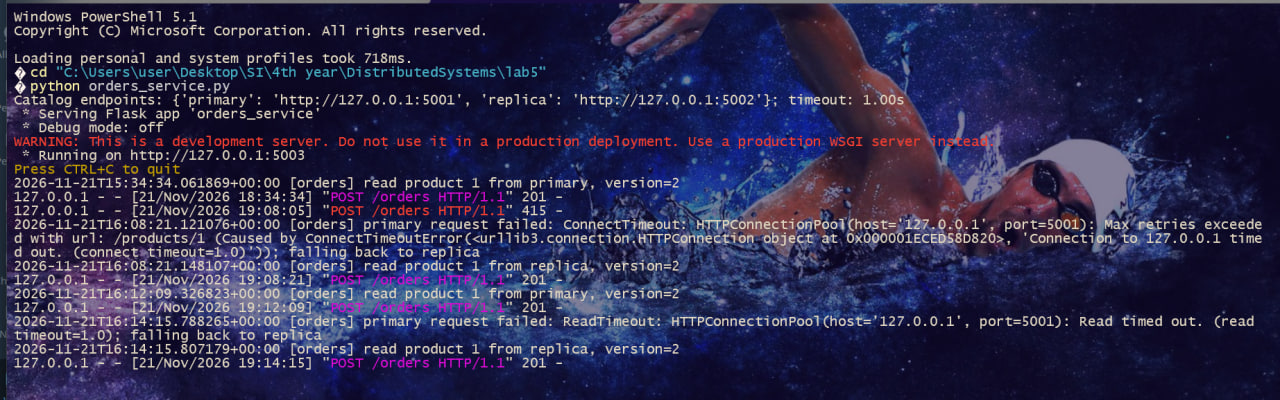 Windows PowerShell 5.1
Copyright (C) Microsoft Corporation. All rights reserved.
Loading personal and system profiles took 718ms.
� cd "C:\Users\user\Desktop\SI\4th year\DistributedSystems\lab5"
� python orders_service.py
Catalog endpoints: {'primary': 'http://127.0.0.1:5001', 'replica': 'http://127.0.0.1:5002'}; timeout: 1.00s
 * Serving Flask app 'orders_service'
 * Debug mode: off
WARNING: This is a development server. Do not use it in a production deployment. Use a production WSGI server instead.
 * Running on http://127.0.0.1:5003
Press CTRL+C to quit
2026-11-21T15:34:34.061869+00:00 [orders] read product 1 from primary, version=2
127.0.0.1 - - [21/Nov/2026 18:34:34] "POST /orders HTTP/1.1" 201 -
127.0.0.1 - - [21/Nov/2026 19:08:05] "POST /orders HTTP/1.1" 415 -
2026-11-21T16:08:21.121076+00:00 [orders] primary request failed: ConnectTimeout: HTTPConnectionPool(host='127.0.0.1', port=5001): Max retries exceede
d with url: /products/1 (Caused by ConnectTimeoutError(<urllib3.connection.HTTPConnection object at 0x000001ECED58D820>, 'Connection to 127.0.0.1 time
d out. (connect timeout=1.0)')); falling back to replica
2026-11-21T16:08:21.148107+00:00 [orders] read product 1 from replica, version=2
127.0.0.1 - - [21/Nov/2026 19:08:21] "POST /orders HTTP/1.1" 201 -
2026-11-21T16:12:09.326823+00:00 [orders] read product 1 from primary, version=2
127.0.0.1 - - [21/Nov/2026 19:12:09] "POST /orders HTTP/1.1" 201 -
2026-11-21T16:14:15.788265+00:00 [orders] primary request failed: ReadTimeout: HTTPConnectionPool(host='127.0.0.1', port=5001): Read timed out. (read
timeout=1.0); falling back to replica
2026-11-21T16:14:15.807179+00:00 [orders] read product 1 from replica, version=2
127.0.0.1 - - [21/Nov/2026 19:14:15] "POST /orders HTTP/1.1" 201 -